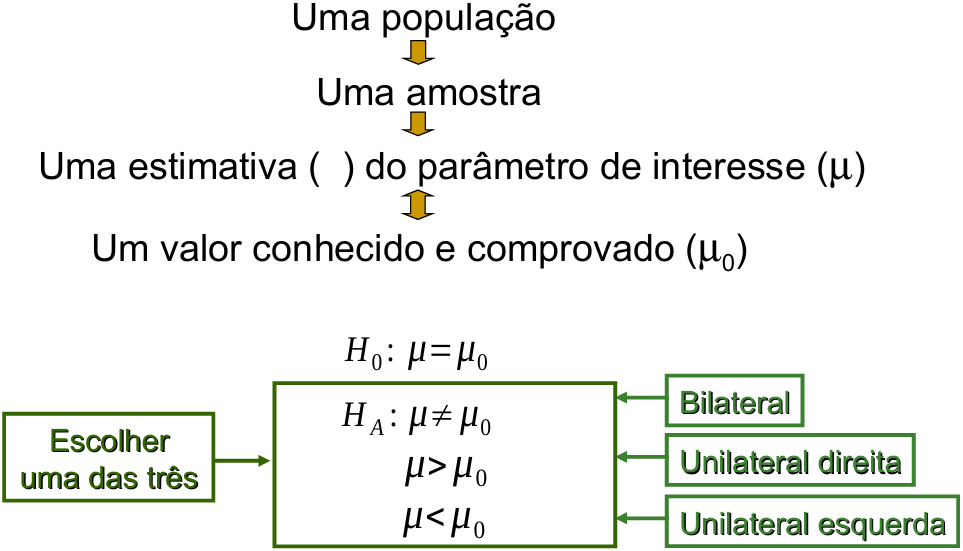 Uma população
Uma amostra
Uma estimativa (  ) do parâmetro de interesse (μ)
Um valor conhecido e comprovado (μ₀)
H₀: μ=μ₀
H_A: μ≠μ₀
μ>μ₀
μ<μ₀
Escolher
uma das três
Bilateral
Unilateral direita
Unilateral esquerda